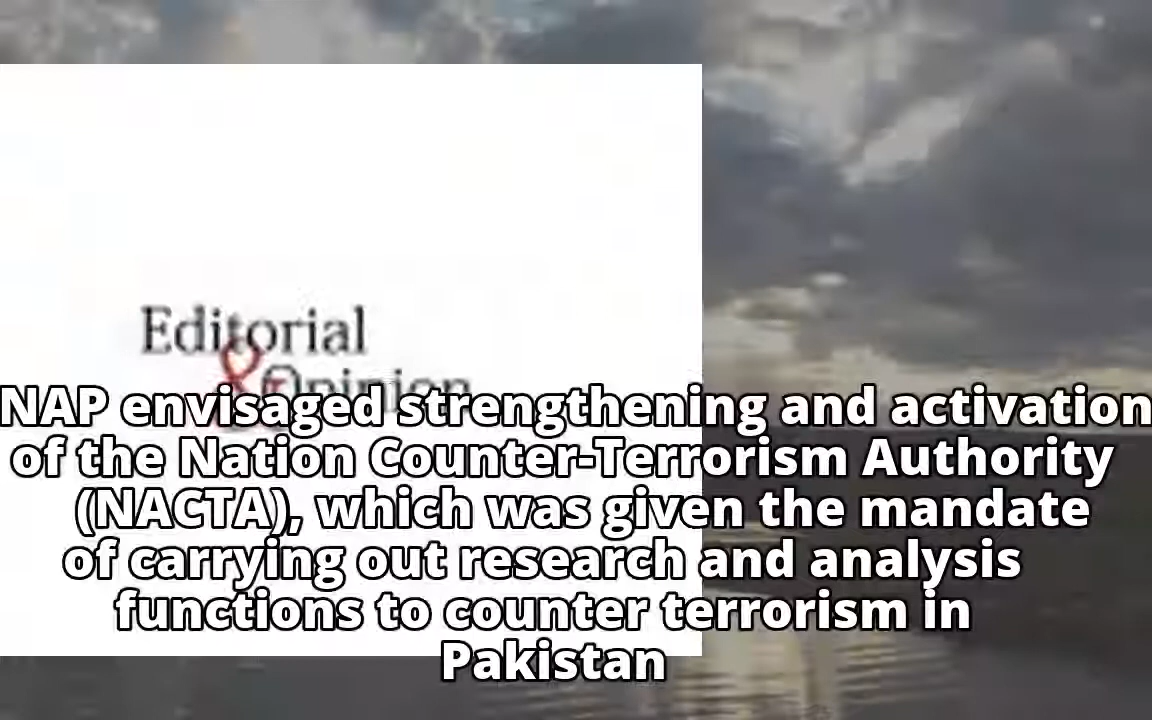 Editorial
& Opinion
NAP envisaged strengthening and activation
of the Nation Counter-Terrorism Authority
(NACTA), which was given the mandate
of carrying out research and analysis
functions to counter terrorism in
Pakistan